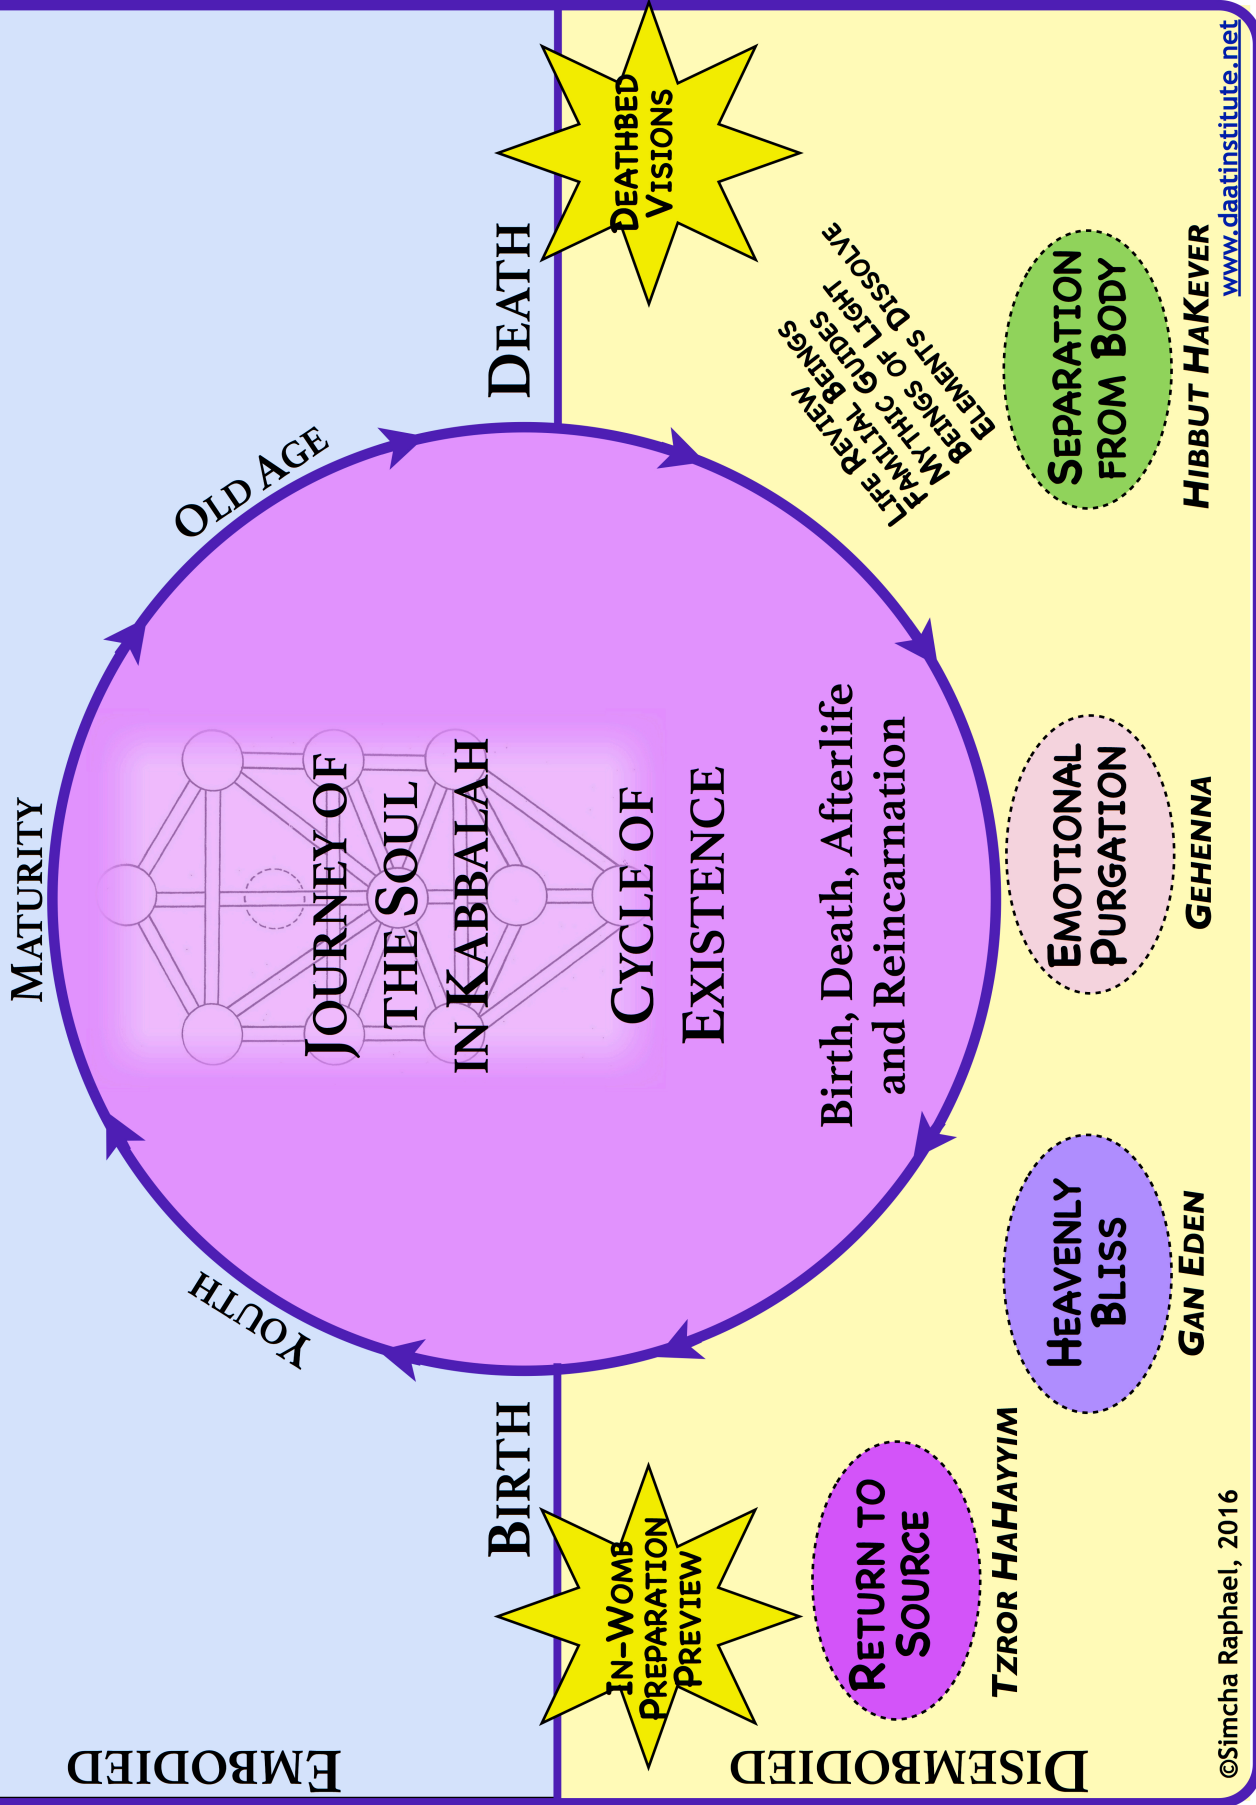 MATURITY
YOUTH
OLD AGE
EMBODIED
JOURNEY OF
THE SOUL
IN KABBALAH
BIRTH
DEATH
CYCLE OF
EXISTENCE
IN-WOMB
PREPARATION
PREVIEW
DEATHBED
VISIONS
DISEMBODIED
Birth, Death, Afterlife
and Reincarnation
LIFE REVIEW
FAMILIAL BEINGS
MYTHIC GUIDES
BEINGS OF LIGHT
ELEMENTS DISSOLVE
RETURN TO
SOURCE
TZROR HAHAYYIM
HEAVENLY
BLISS
GAN EDEN
EMOTIONAL
PURGATION
GEHENNA
SEPARATION
FROM BODY
HIBBUT HAKEVER
©Simcha Raphael, 2016
www.daatinstitute.net